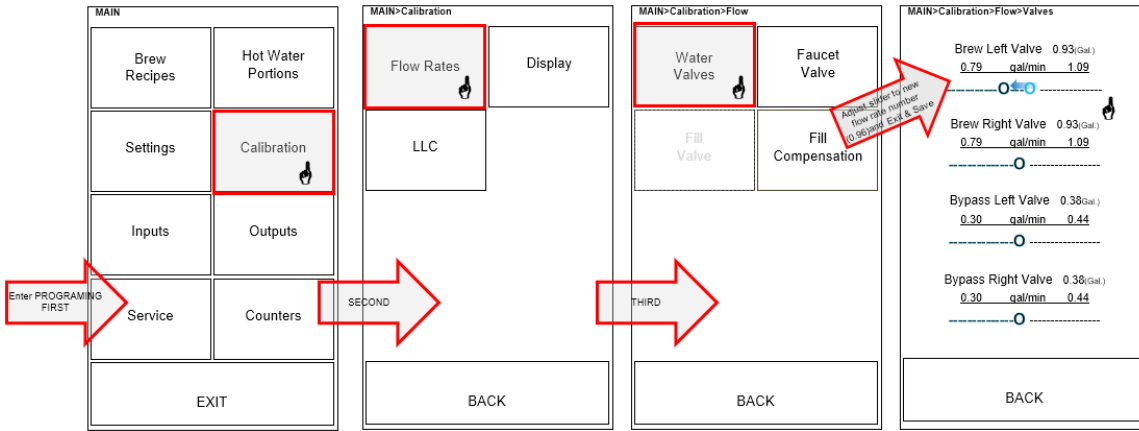 MAIN
Brew
Recipes
Hot Water
Portions
Settings
Calibration
Inputs
Outputs
Enter PROGRAMING
FIRST
Service
Counters
EXIT
MAIN>Calibration
Flow Rates
Display
LLC
SECOND
BACK
MAIN>Calibration>Flow
Water
Valves
Faucet
Valve
Fill
Valve
Fill
Compensation
THIRD
BACK
Adjust slider to new
flow rate number
(0.96)and Exit & Save
MAIN>Calibration>Flow>Valves
Brew Left Valve 0.93(Gal.)
0.79 gal/min 1.09
Brew Right Valve 0.93(Gal.)
0.79 gal/min 1.09
Bypass Left Valve 0.38(Gal.)
0.30 gal/min 0.44
Bypass Right Valve 0.38(Gal.)
0.30 gal/min 0.44
BACK